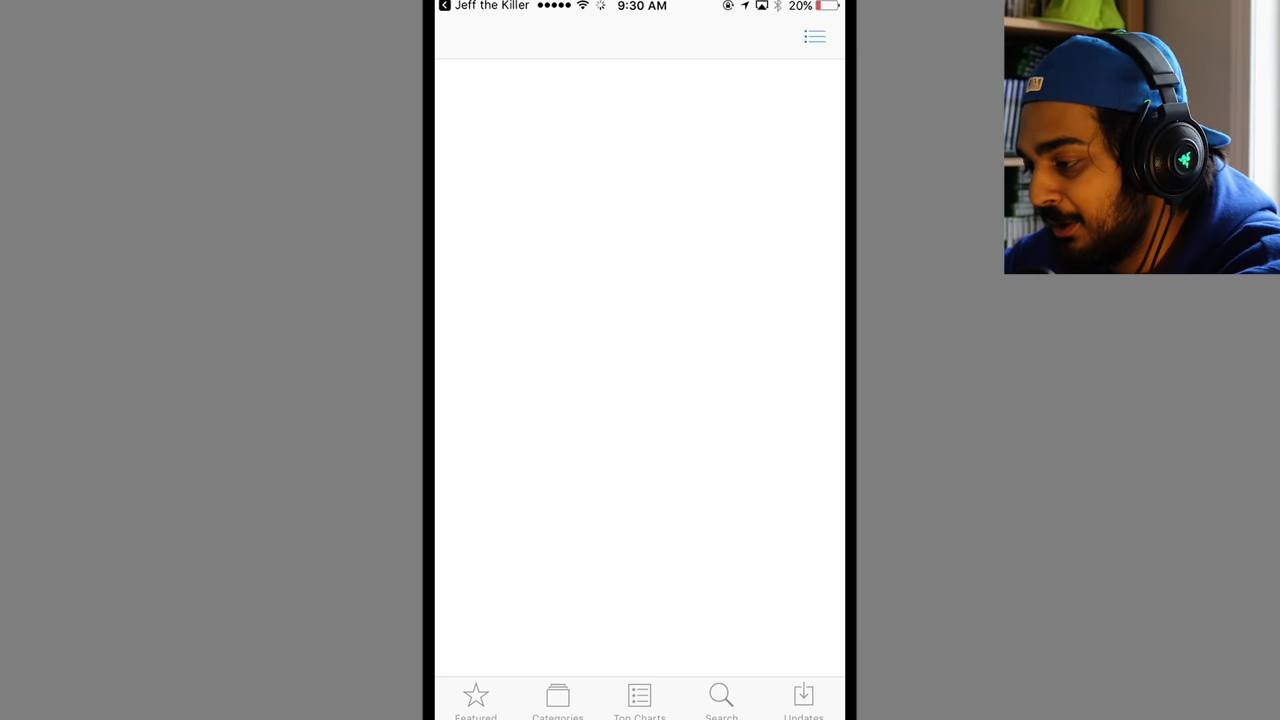 Jeff the Killer 9:30 AM 20%
Featured Categories Top Charts Search Updates